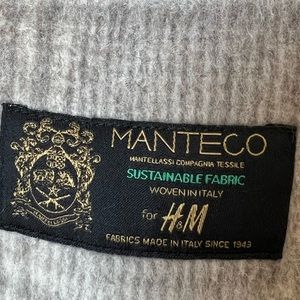 MANTECO
MANTELLASSI COMPAGNIA TESSILE
SUSTAINABLE FABRIC
WOVEN IN ITALY
for H&M
FABRICS MADE IN ITALY SINCE 1943